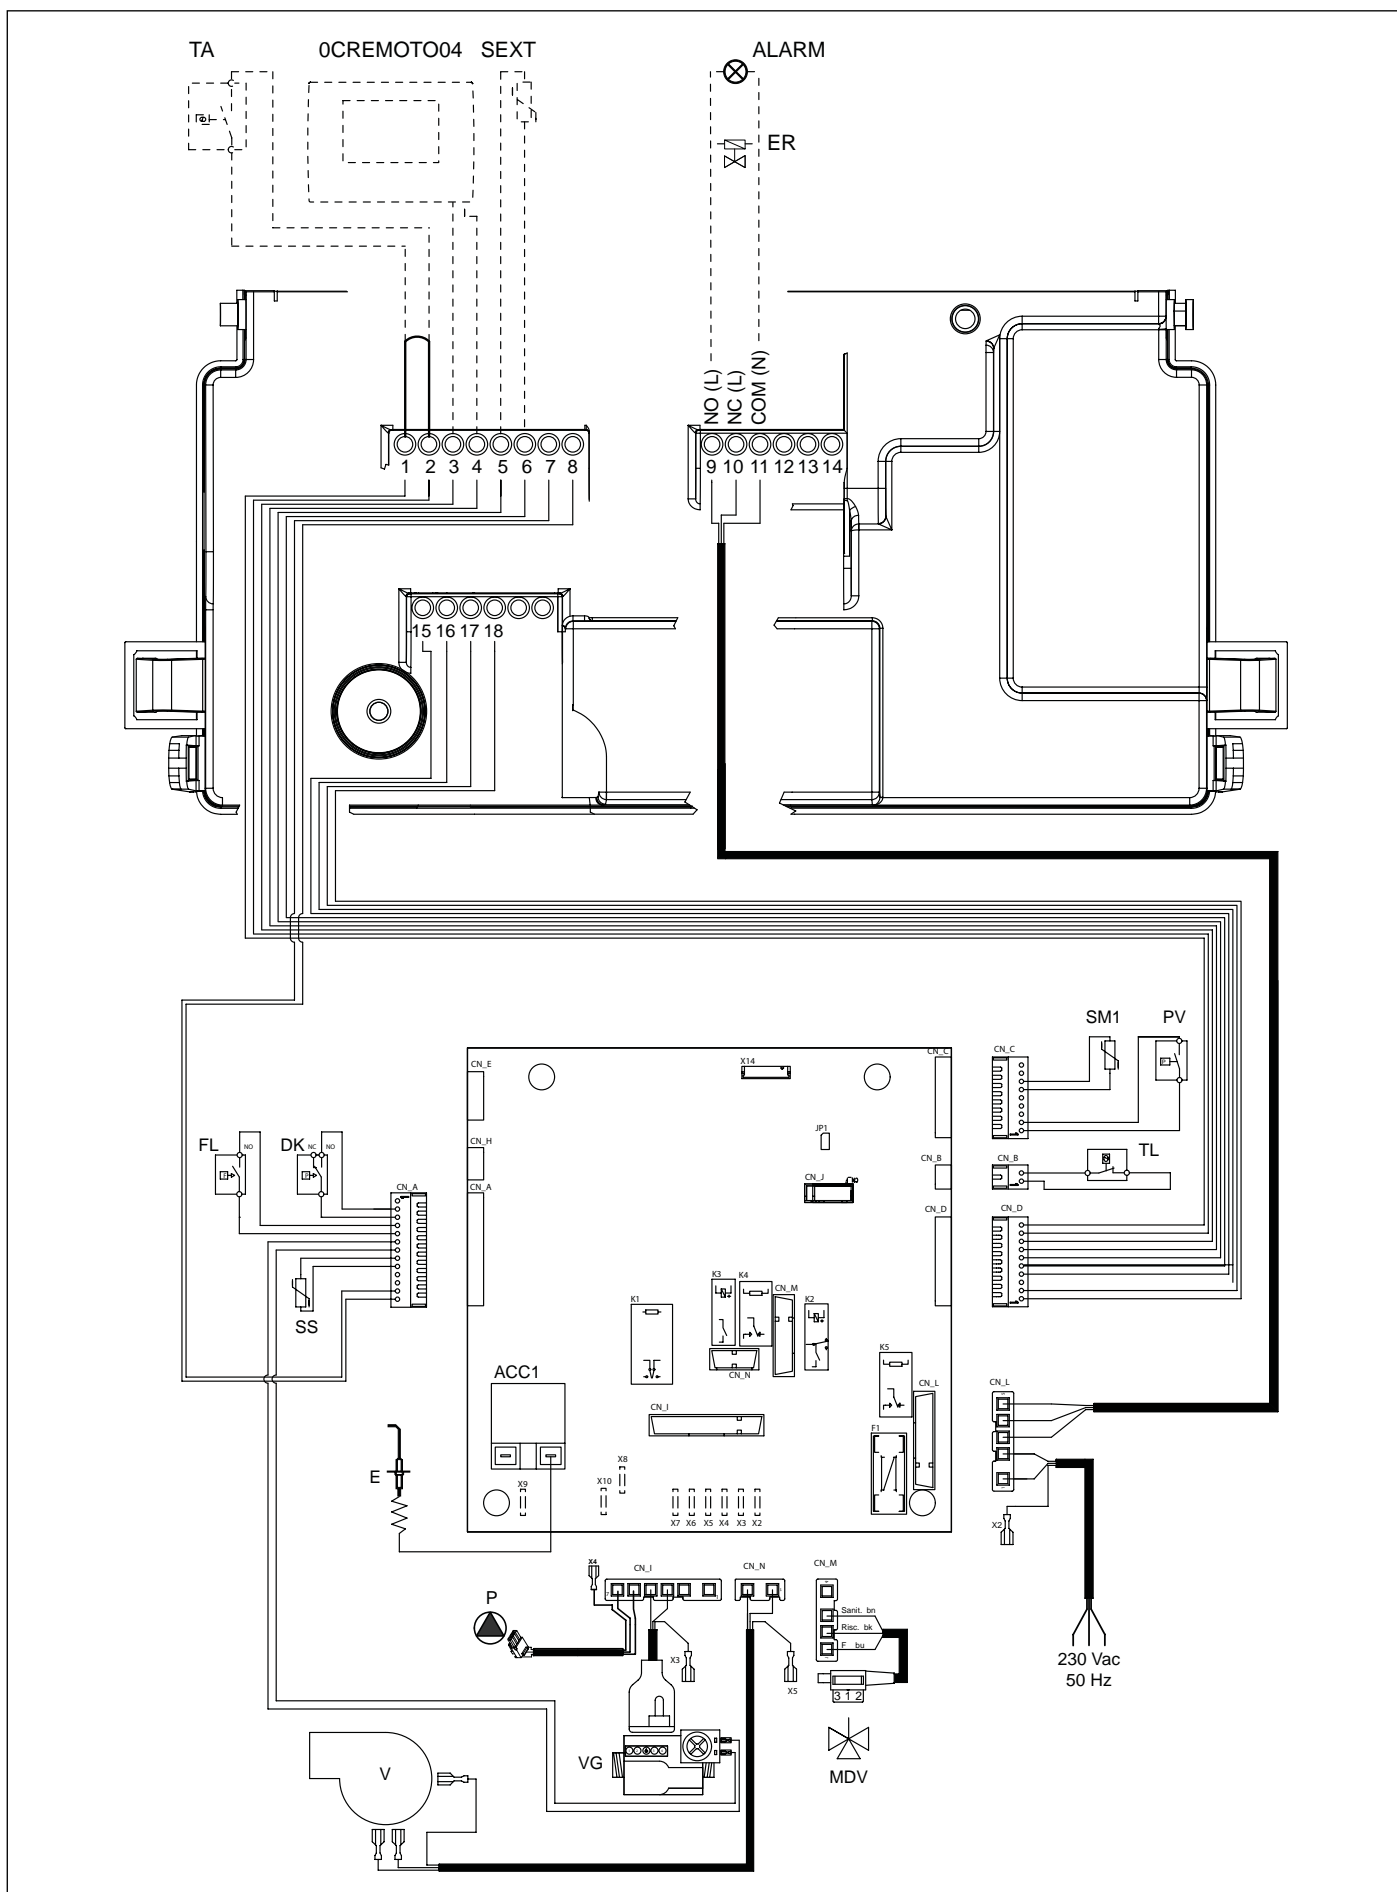 TA 0CREMOTO04 SEXT ALARM
ER
NO (L)
NC (L)
COM (N)
1 2 3 4 5 6 7 8
9 10 11 12 13 14
15 16 17 18
SM1 PV
CN_C
CN_E
X14
CN_C
P
JP1
FL NO DK NC NO
CN_H
CN_B
CN_B
TL
P
P
CN_A
CN_A
CN_J
CN_D
CN_D
SS
K3 K4 CN_M K2
K1
K5
CN_N
CN_L
CN_L
ACC1
CN_I
F1
E
X8
X9
X10
X7 X6 X5 X4 X3 X2
X2
X4 CN_I CN_N CN_M
7
P
Sanit. bn
Risc. bk
F bu
X3
X5
230 Vac
50 Hz
3 1 2
VG
V
MDV